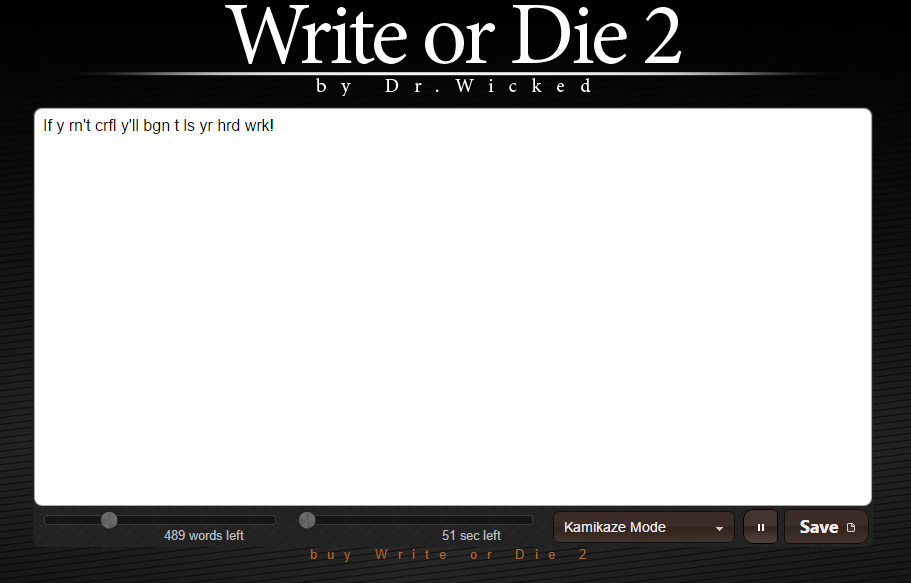 Write or Die 2
by Dr.Wicked
If y rn't crfl y'll bgn t ls yr hrd wrk!
489 words left
51 sec left
Kamikaze Mode
Save
buy Write or Die 2